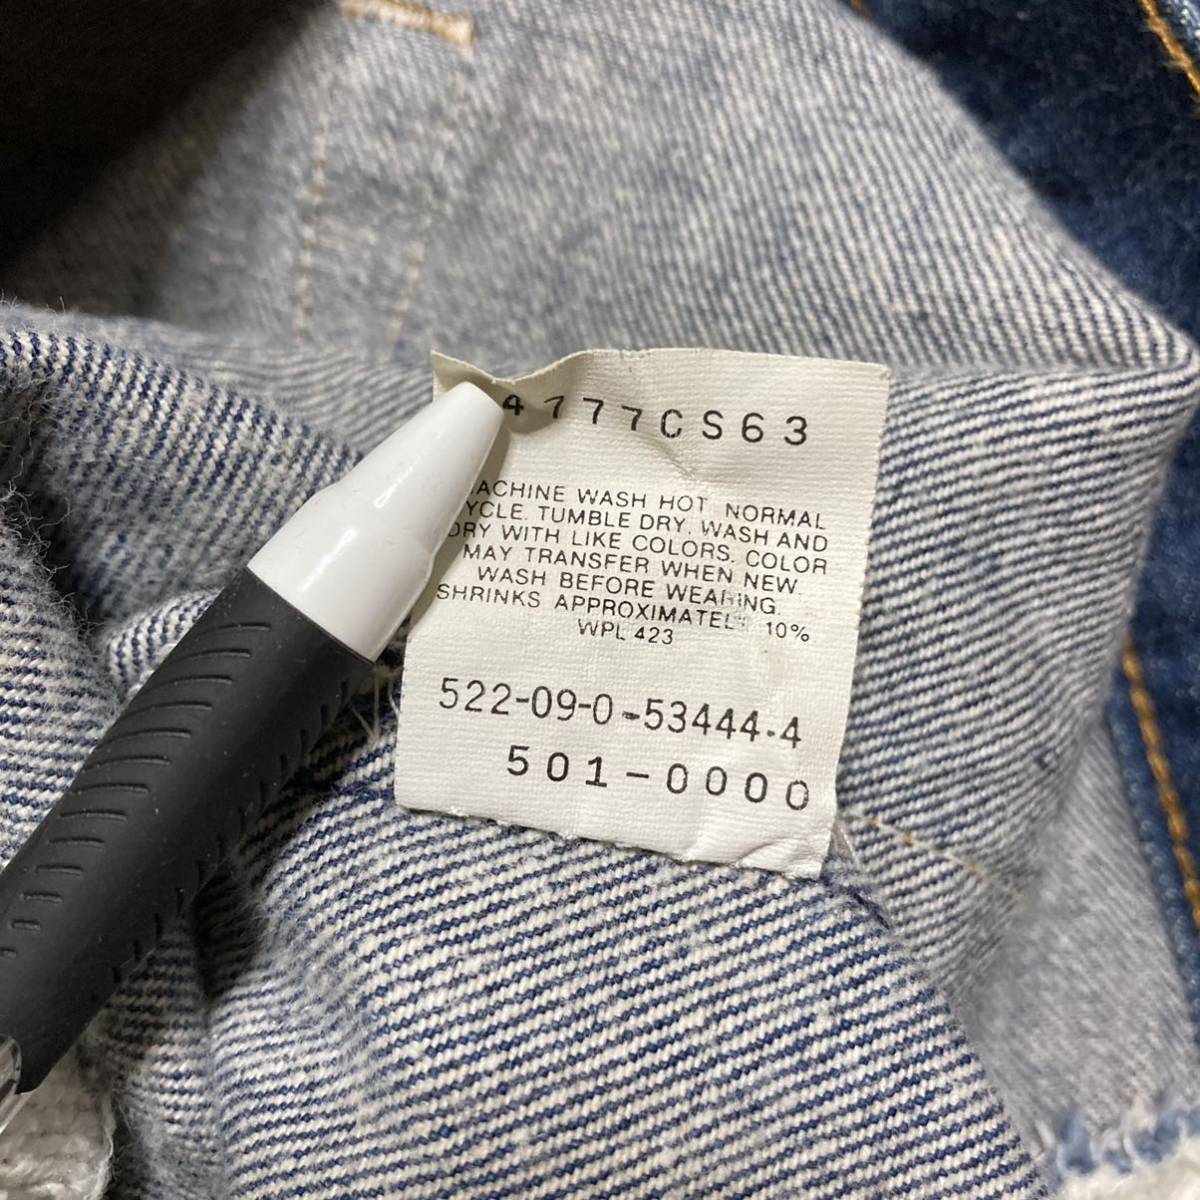 4777CS63
MACHINE WASH HOT NORMAL
CYCLE. TUMBLE DRY. WASH AND
DRY WITH LIKE COLORS. COLOR
MAY TRANSFER WHEN NEW.
WASH BEFORE WEARING.
SHRINKS APPROXIMATELY 10%
WPL 423
522-09-0-53444-4
501-0000